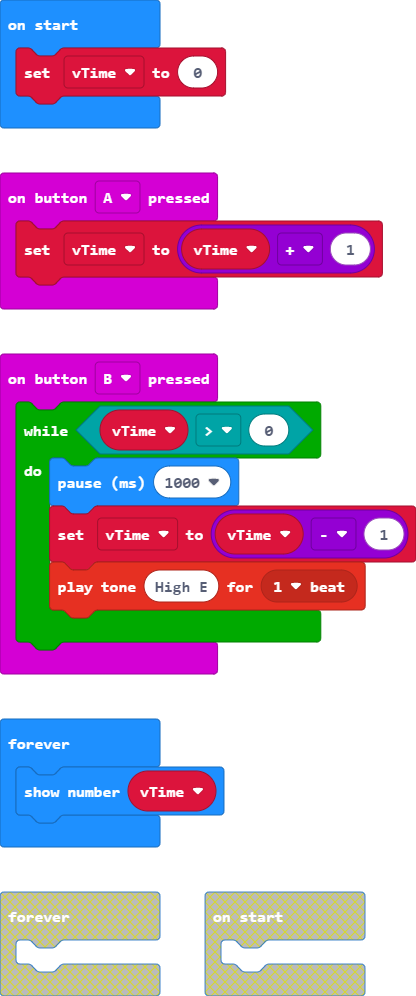 on start
set vTime to 0
on button A pressed
set vTime to vTime + 1
on button B pressed
while vTime > 0
do
pause (ms) 1000
set vTime to vTime - 1
play tone High E for 1 beat
forever
show number vTime
forever
on start